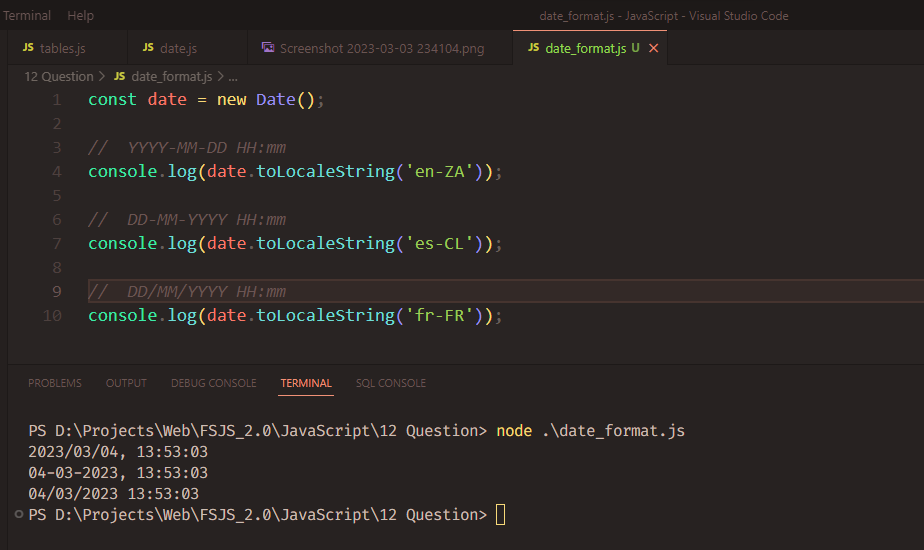 Terminal Help date_format.js - JavaScript - Visual Studio Code
JS tables.js JS date.js Screenshot 2023-03-03 234104.png JS date_format.js U
12 Question > JS date_format.js > ...
1 const date = new Date();
2
3 //  YYYY-MM-DD HH:mm
4 console.log(date.toLocaleString('en-ZA'));
5
6 //  DD-MM-YYYY HH:mm
7 console.log(date.toLocaleString('es-CL'));
8
9 //  DD/MM/YYYY HH:mm
10 console.log(date.toLocaleString('fr-FR'));
PROBLEMS OUTPUT DEBUG CONSOLE TERMINAL SQL CONSOLE
PS D:\Projects\Web\FSJS_2.0\JavaScript\12 Question> node .\date_format.js
2023/03/04, 13:53:03
04-03-2023, 13:53:03
04/03/2023 13:53:03
PS D:\Projects\Web\FSJS_2.0\JavaScript\12 Question>